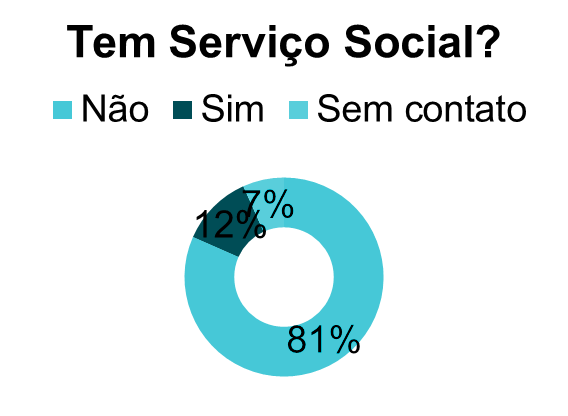 Tem Serviço Social?
Não Sim Sem contato
7%
12%
81%